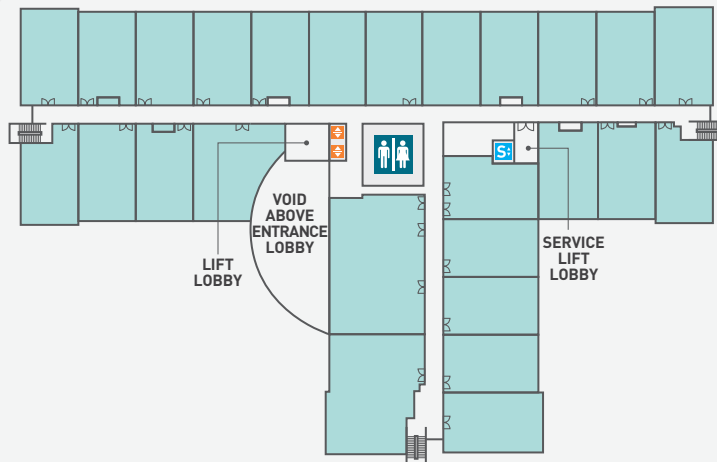 S:
VOID
ABOVE
ENTRANCE
LOBBY
LIFT
LOBBY
SERVICE
LIFT
LOBBY